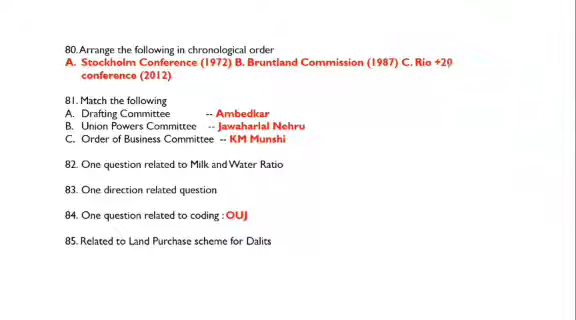 80. Arrange the following in chronological order
A. Stockholm Conference (1972) B. Bruntland Commission (1987) C. Rio +20
conference (2012)
81. Match the following
A. Drafting Committee -- Ambedkar
B. Union Powers Committee -- Jawaharlal Nehru
C. Order of Business Committee -- KM Munshi
82. One question related to Milk and Water Ratio
83. One direction related question
84. One question related to coding : OUJ
85. Related to Land Purchase scheme for Dalits